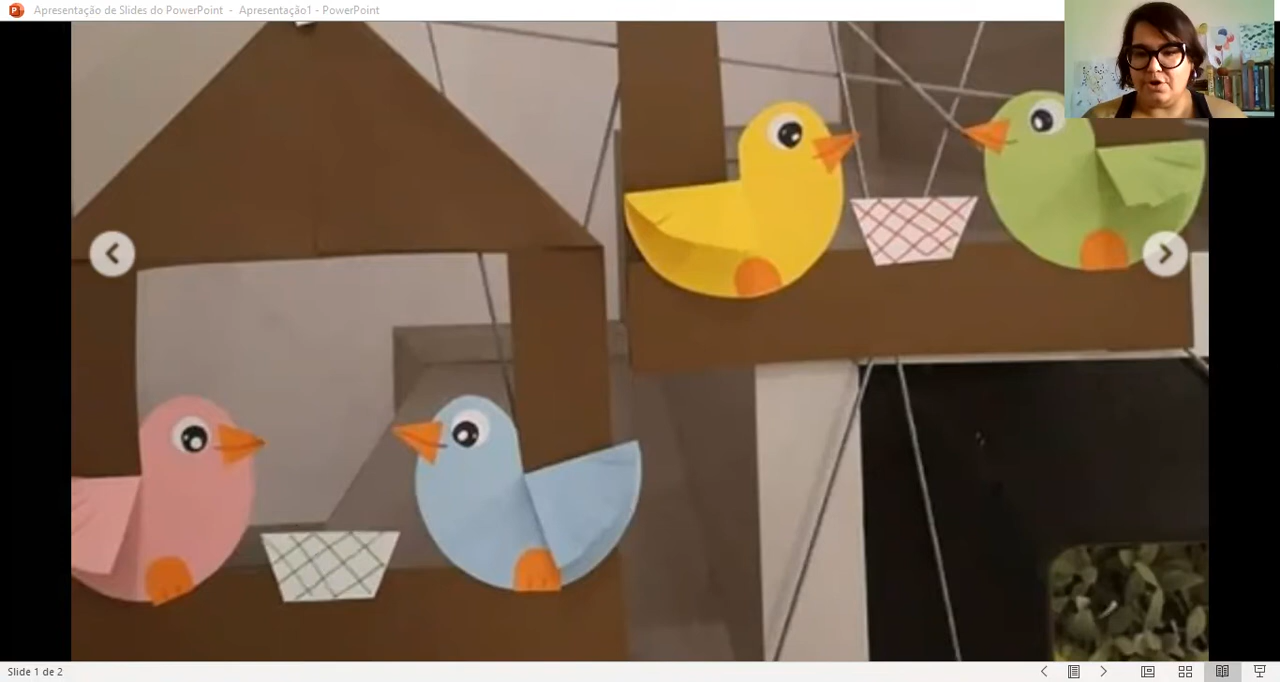 Apresentação de Slides do PowerPoint - Apresentação1 - PowerPoint
Slide 1 de 2